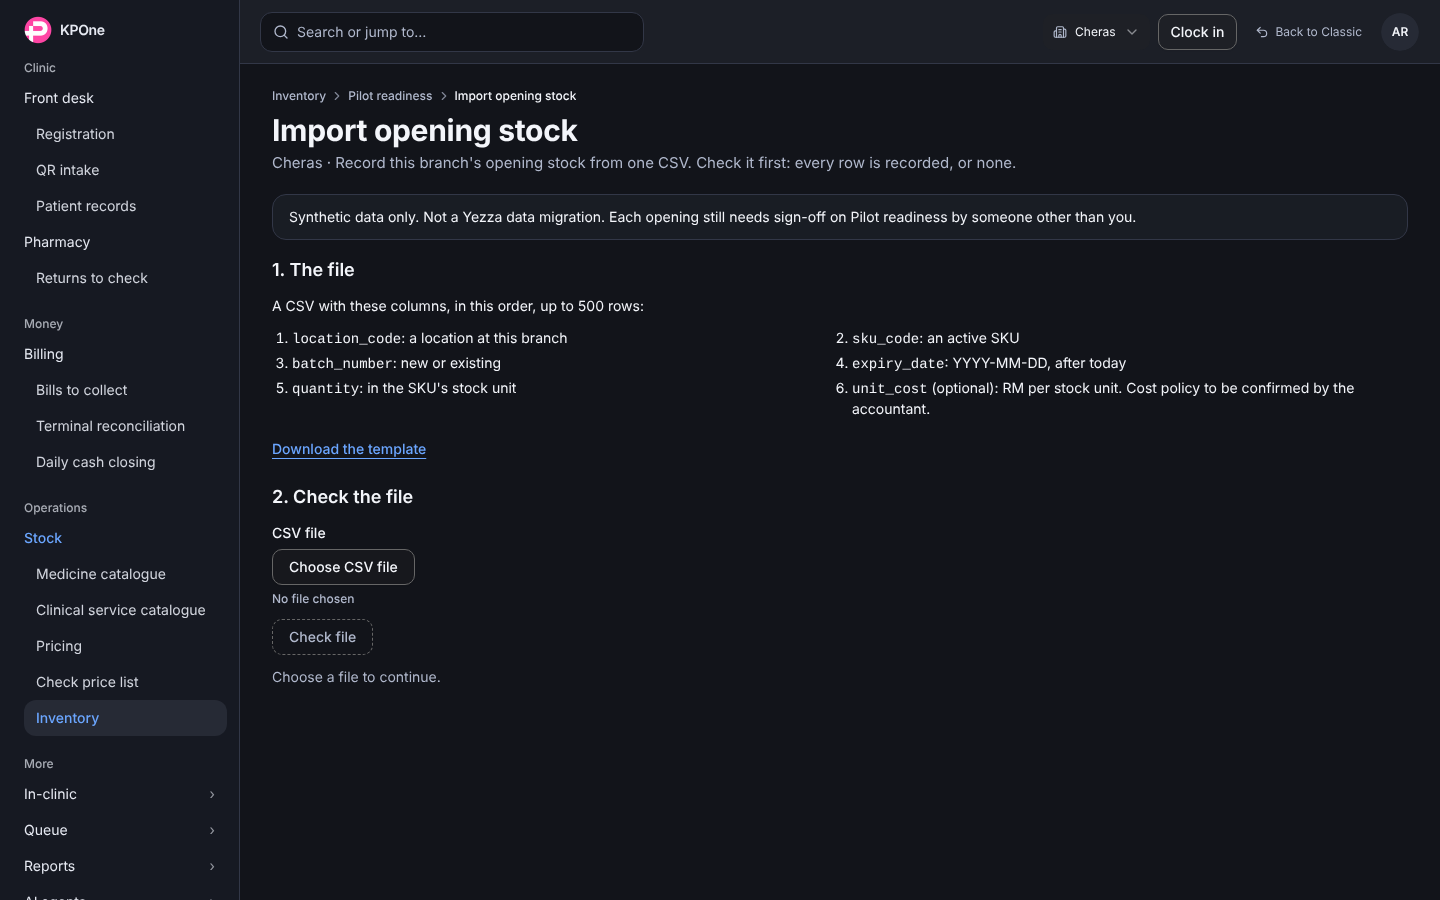 KPOne
Search or jump to...
Cheras
Clock in
Back to Classic
AR
Clinic
Front desk
Registration
QR intake
Patient records
Pharmacy
Returns to check
Money
Billing
Bills to collect
Terminal reconciliation
Daily cash closing
Operations
Stock
Medicine catalogue
Clinical service catalogue
Pricing
Check price list
Inventory
More
In-clinic
Queue
Reports
AI agents
Inventory > Pilot readiness > Import opening stock
Import opening stock
Cheras · Record this branch's opening stock from one CSV. Check it first: every row is recorded, or none.
Synthetic data only. Not a Yezza data migration. Each opening still needs sign-off on Pilot readiness by someone other than you.
1. The file
A CSV with these columns, in this order, up to 500 rows:
1. location_code: a location at this branch
2. sku_code: an active SKU
3. batch_number: new or existing
4. expiry_date: YYYY-MM-DD, after today
5. quantity: in the SKU's stock unit
6. unit_cost (optional): RM per stock unit. Cost policy to be confirmed by the
accountant.
Download the template
2. Check the file
CSV file
Choose CSV file
No file chosen
Check file
Choose a file to continue.